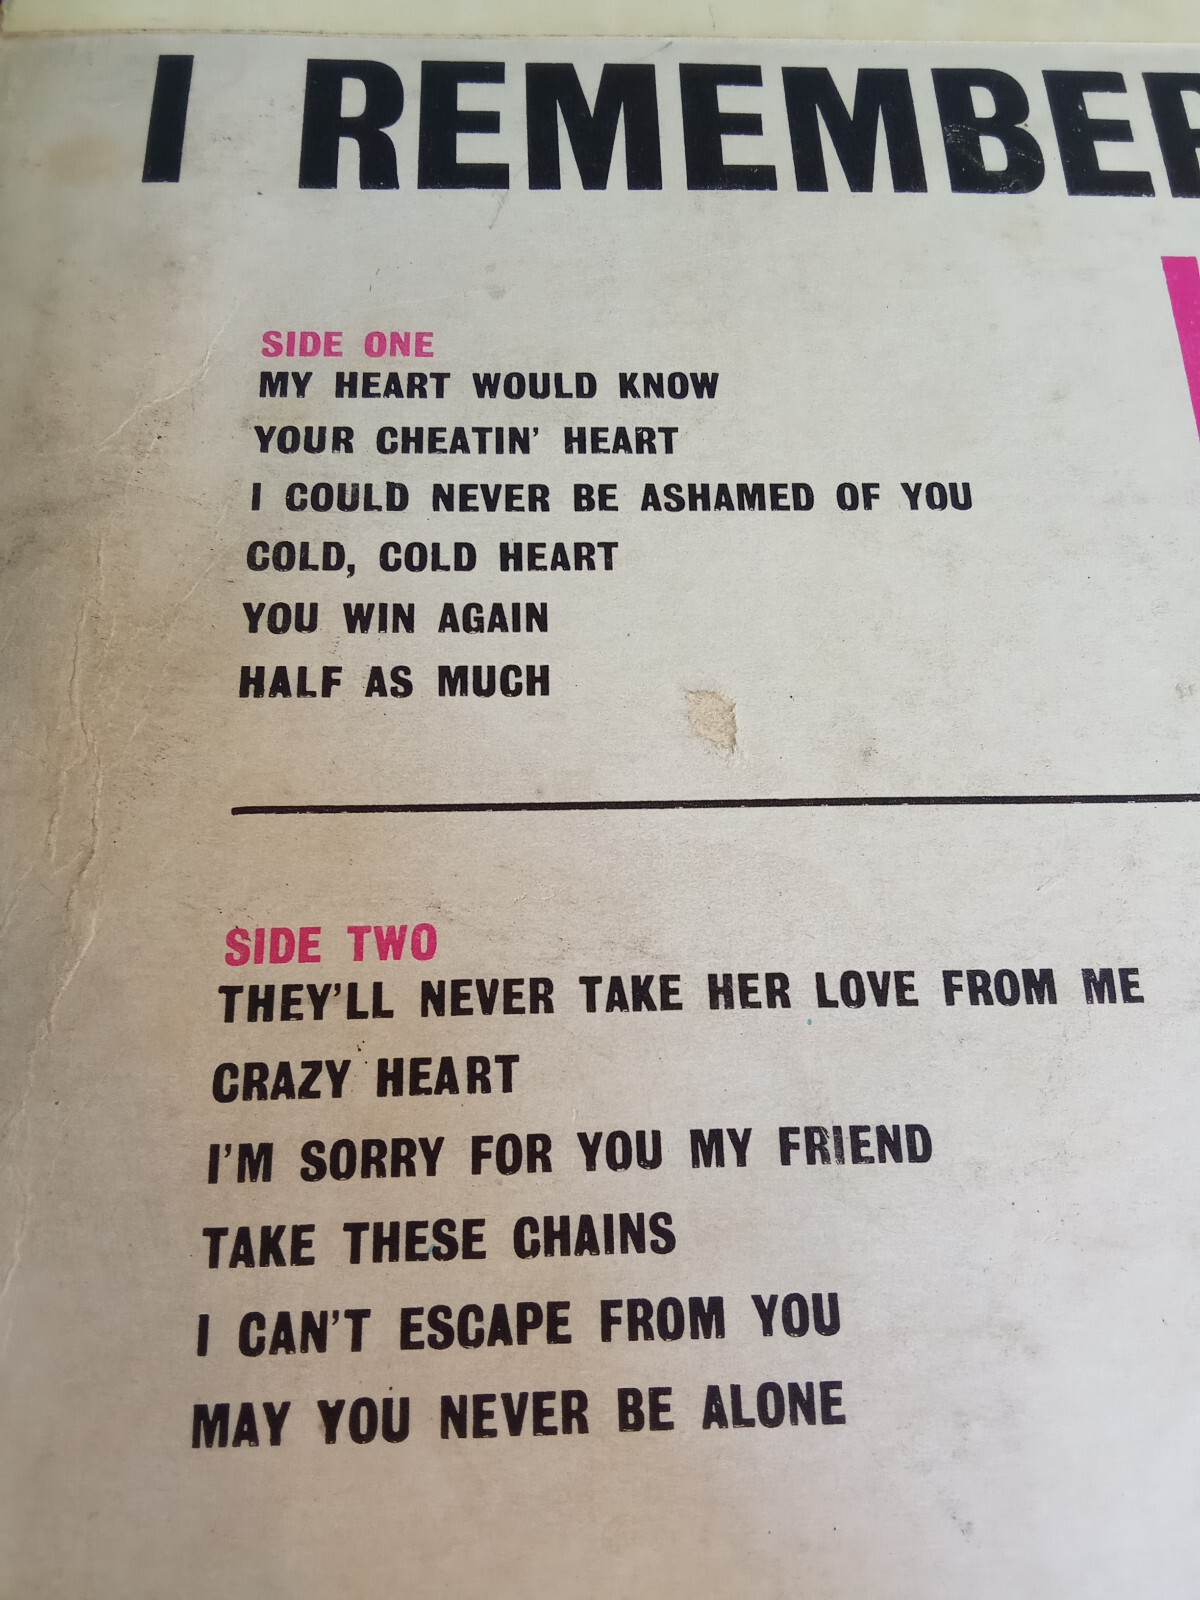 I REMEMBER
SIDE ONE
MY HEART WOULD KNOW
YOUR CHEATIN' HEART
I COULD NEVER BE ASHAMED OF YOU
COLD, COLD HEART
YOU WIN AGAIN
HALF AS MUCH
SIDE TWO
THEY'LL NEVER TAKE HER LOVE FROM ME
CRAZY HEART
I'M SORRY FOR YOU MY FRIEND
TAKE THESE CHAINS
I CAN'T ESCAPE FROM YOU
MAY YOU NEVER BE ALONE